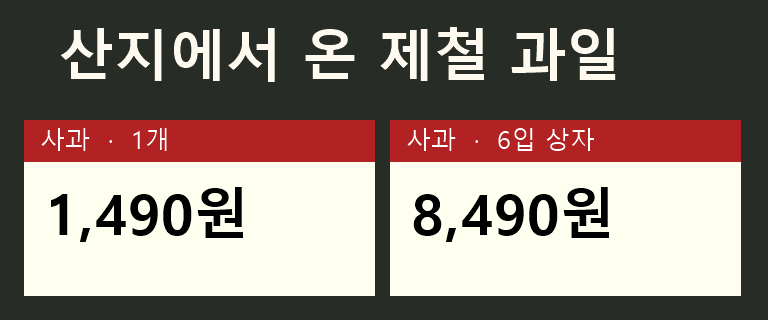 산지에서 온 제철 과일
사과 · 1개
1,490원
사과 · 6입 상자
8,490원